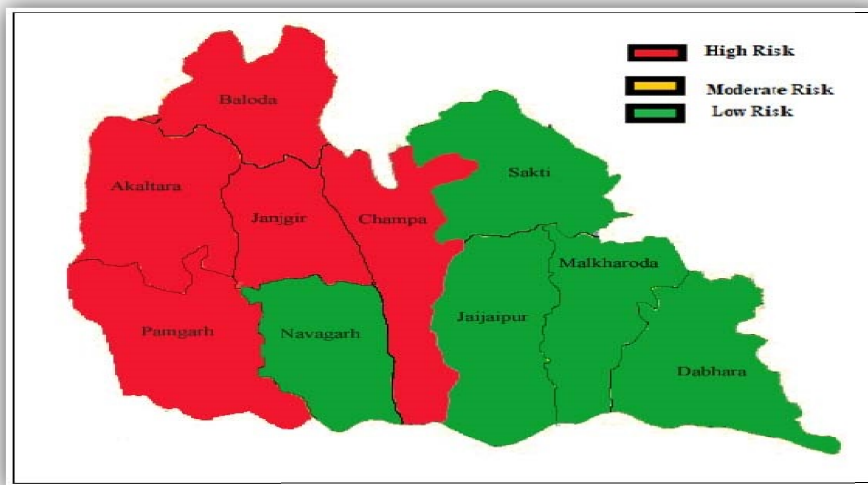 High Risk
Moderate Risk
Low Risk
Baloda
Akaltara
Janjgir
Champa
Sakti
Pamgarh
Navagarh
Jaijaipur
Malkharoda
Dabhara